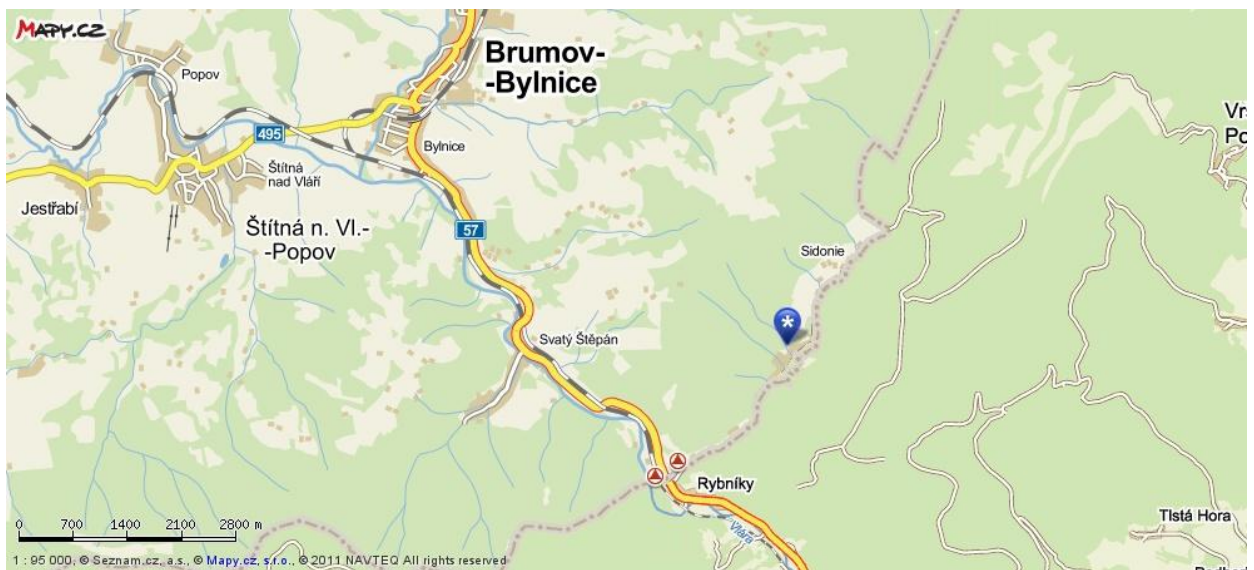 MAPY.CZ
Popov
Brumov-
-Bylnice
495
Bylnice
Štítná
nad Vláří
Jestřabí
Štítná n. Vl.-
-Popov
57
Sidonie
Svatý Štěpán
Rybníky
Vlára
Tlstá Hora
0 700 1400 2100 2800 m
1 : 95 000, © Seznam.cz, a.s., © Mapy.cz, s.r.o., © 2011 NAVTEQ All rights reserved